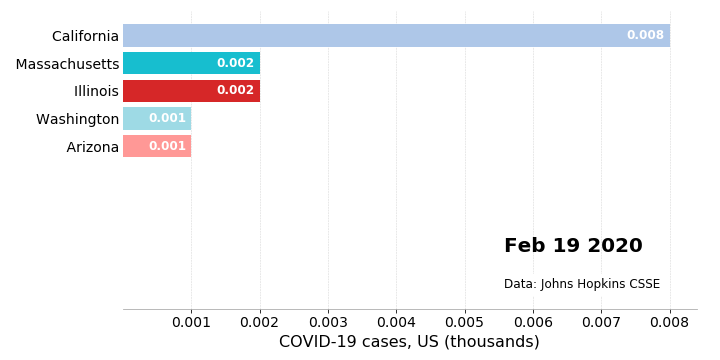 California 0.008
Massachusetts 0.002
Illinois 0.002
Washington 0.001
Arizona 0.001
Feb 19 2020
Data: Johns Hopkins CSSE
0.001 0.002 0.003 0.004 0.005 0.006 0.007 0.008
COVID-19 cases, US (thousands)